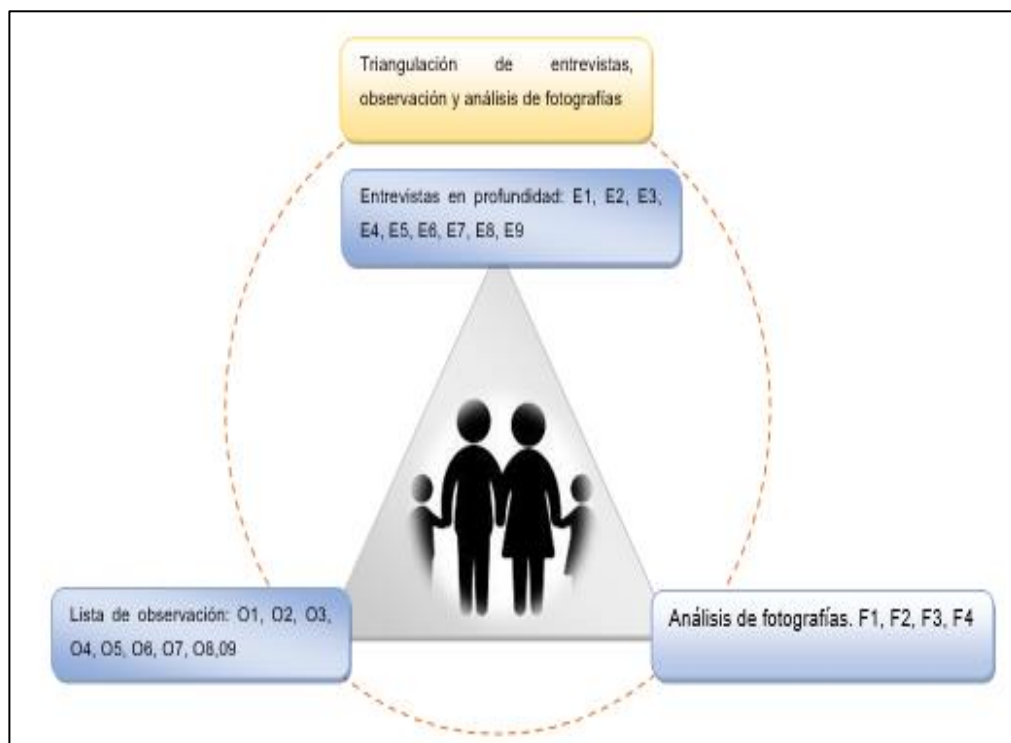 Triangulación de entrevistas,
observación y análisis de fotografías
Entrevistas en profundidad: E1, E2, E3,
E4, E5, E6, E7, E8, E9
Lista de observación: O1, O2, O3,
O4, O5, O6, O7, O8,09
Análisis de fotografías. F1, F2, F3, F4